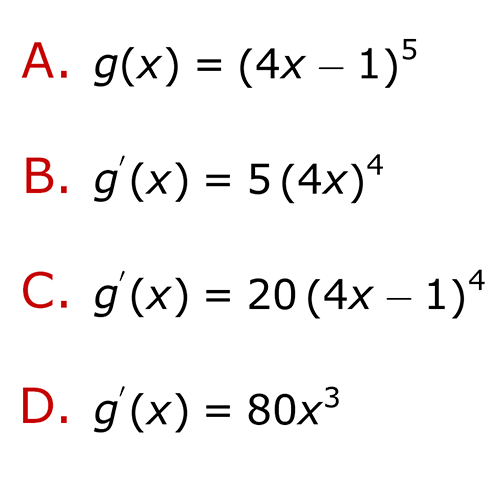 A. g(x) = (4x − 1)⁵
B. g′(x) = 5(4x)⁴
C. g′(x) = 20(4x − 1)⁴
D. g′(x) = 80x³